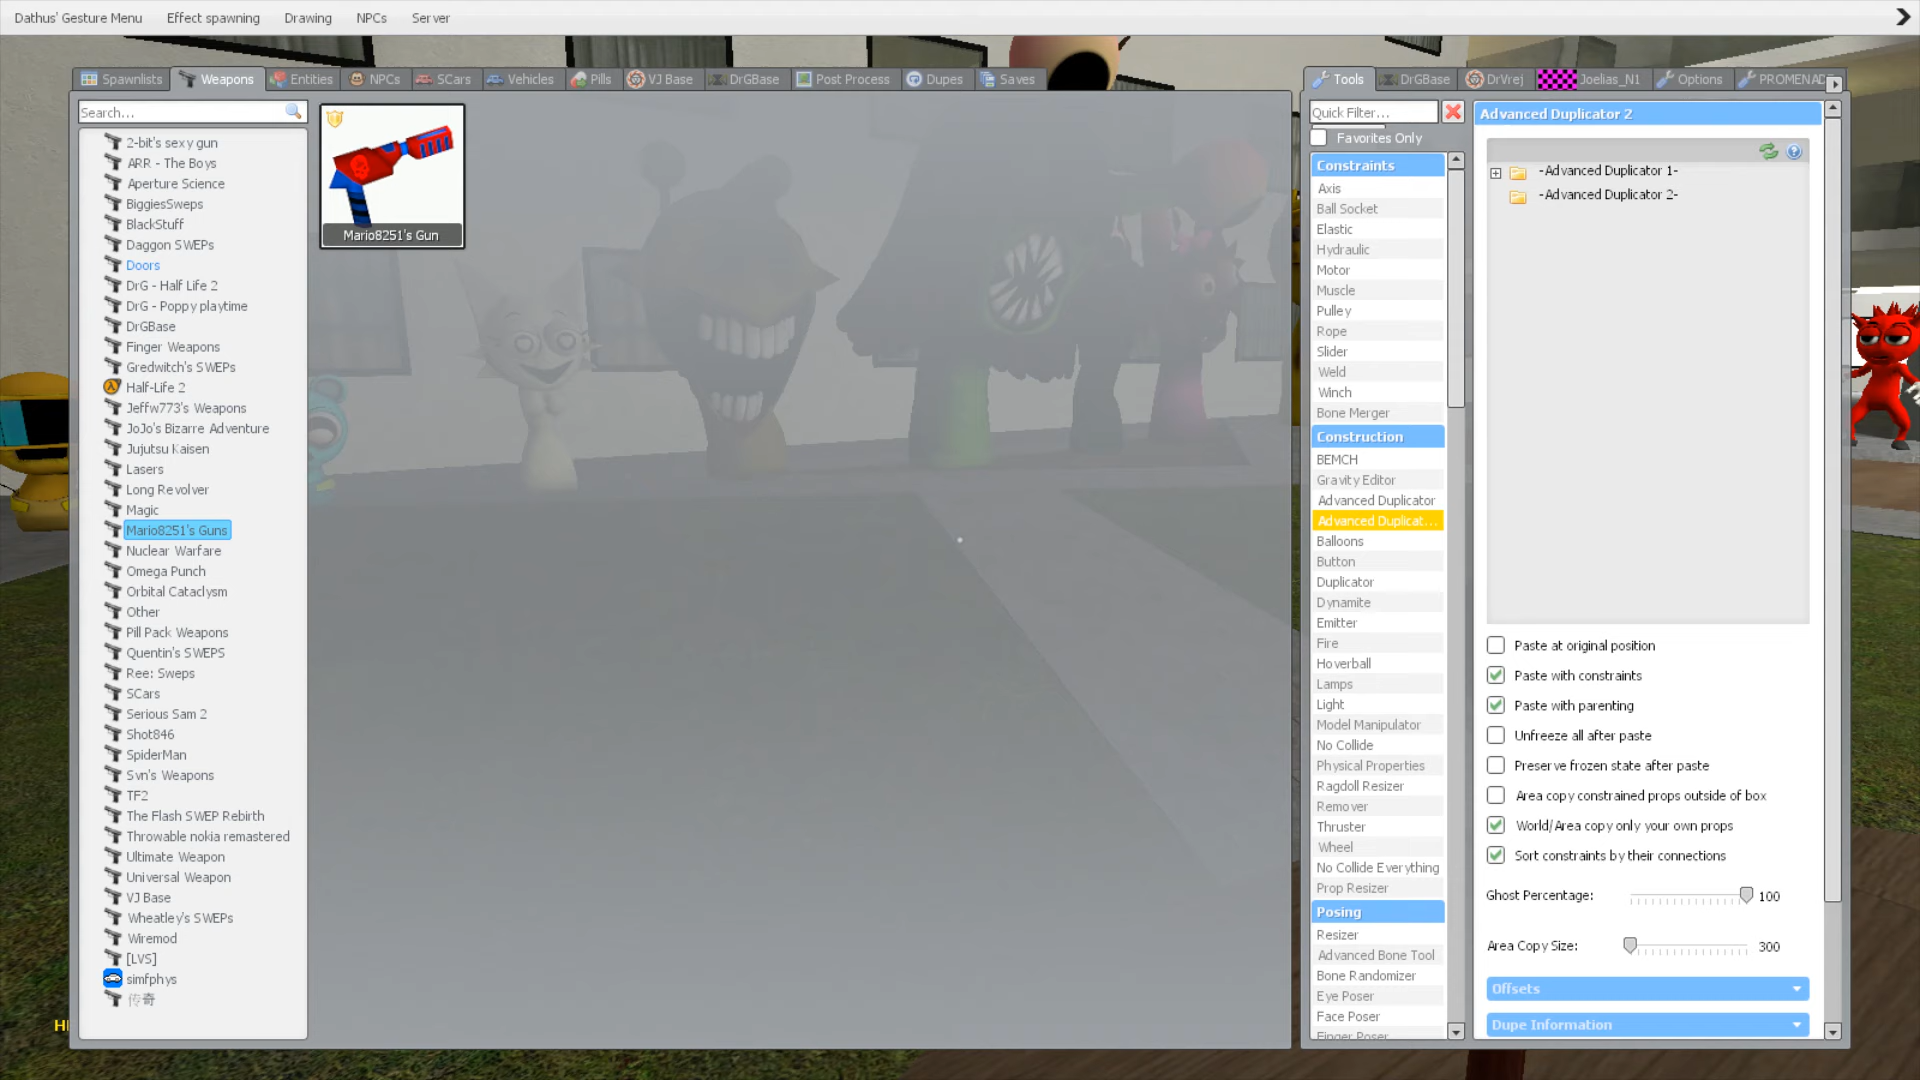 Dathus' Gesture Menu Effect spawning Drawing NPCs Server
Spawnlists Weapons Entities NPCs SCars Vehicles Pills VJ Base DrGBase Post Process Dupes Saves
Tools DrGBase DrVrej Joelias_N1 Options PROMENAD
Search...
2-bit's sexy gun
ARR - The Boys
Aperture Science
BiggiesSweps
BlackStuff
Daggon SWEPs
Doors
DrG - Half Life 2
DrG - Poppy playtime
DrGBase
Finger Weapons
Gredwitch's SWEPs
Half-Life 2
Jeffw773's Weapons
JoJo's Bizarre Adventure
Jujutsu Kaisen
Lasers
Long Revolver
Magic
Mario8251's Guns
Nuclear Warfare
Omega Punch
Orbital Cataclysm
Other
Pill Pack Weapons
Quentin's SWEPS
Ree: Sweps
SCars
Serious Sam 2
Shot846
SpiderMan
Svn's Weapons
TF2
The Flash SWEP Rebirth
Throwable nokia remastered
Ultimate Weapon
Universal Weapon
VJ Base
Wheatley's SWEPs
Wiremod
[LVS]
simfphys
传奇
Mario8251's Gun
Quick Filter...
Favorites Only
Constraints
Axis
Ball Socket
Elastic
Hydraulic
Motor
Muscle
Pulley
Rope
Slider
Weld
Winch
Bone Merger
Construction
BEMCH
Gravity Editor
Advanced Duplicator
Advanced Duplicat...
Balloons
Button
Duplicator
Dynamite
Emitter
Fire
Hoverball
Lamps
Light
Model Manipulator
No Collide
Physical Properties
Ragdoll Resizer
Remover
Thruster
Wheel
No Collide Everything
Prop Resizer
Posing
Resizer
Advanced Bone Tool
Bone Randomizer
Eye Poser
Face Poser
Finger Poser
Advanced Duplicator 2
-Advanced Duplicator 1-
-Advanced Duplicator 2-
Paste at original position
Paste with constraints
Paste with parenting
Unfreeze all after paste
Preserve frozen state after paste
Area copy constrained props outside of box
World/Area copy only your own props
Sort constraints by their connections
Ghost Percentage: 100
Area Copy Size: 300
Offsets
Dupe Information